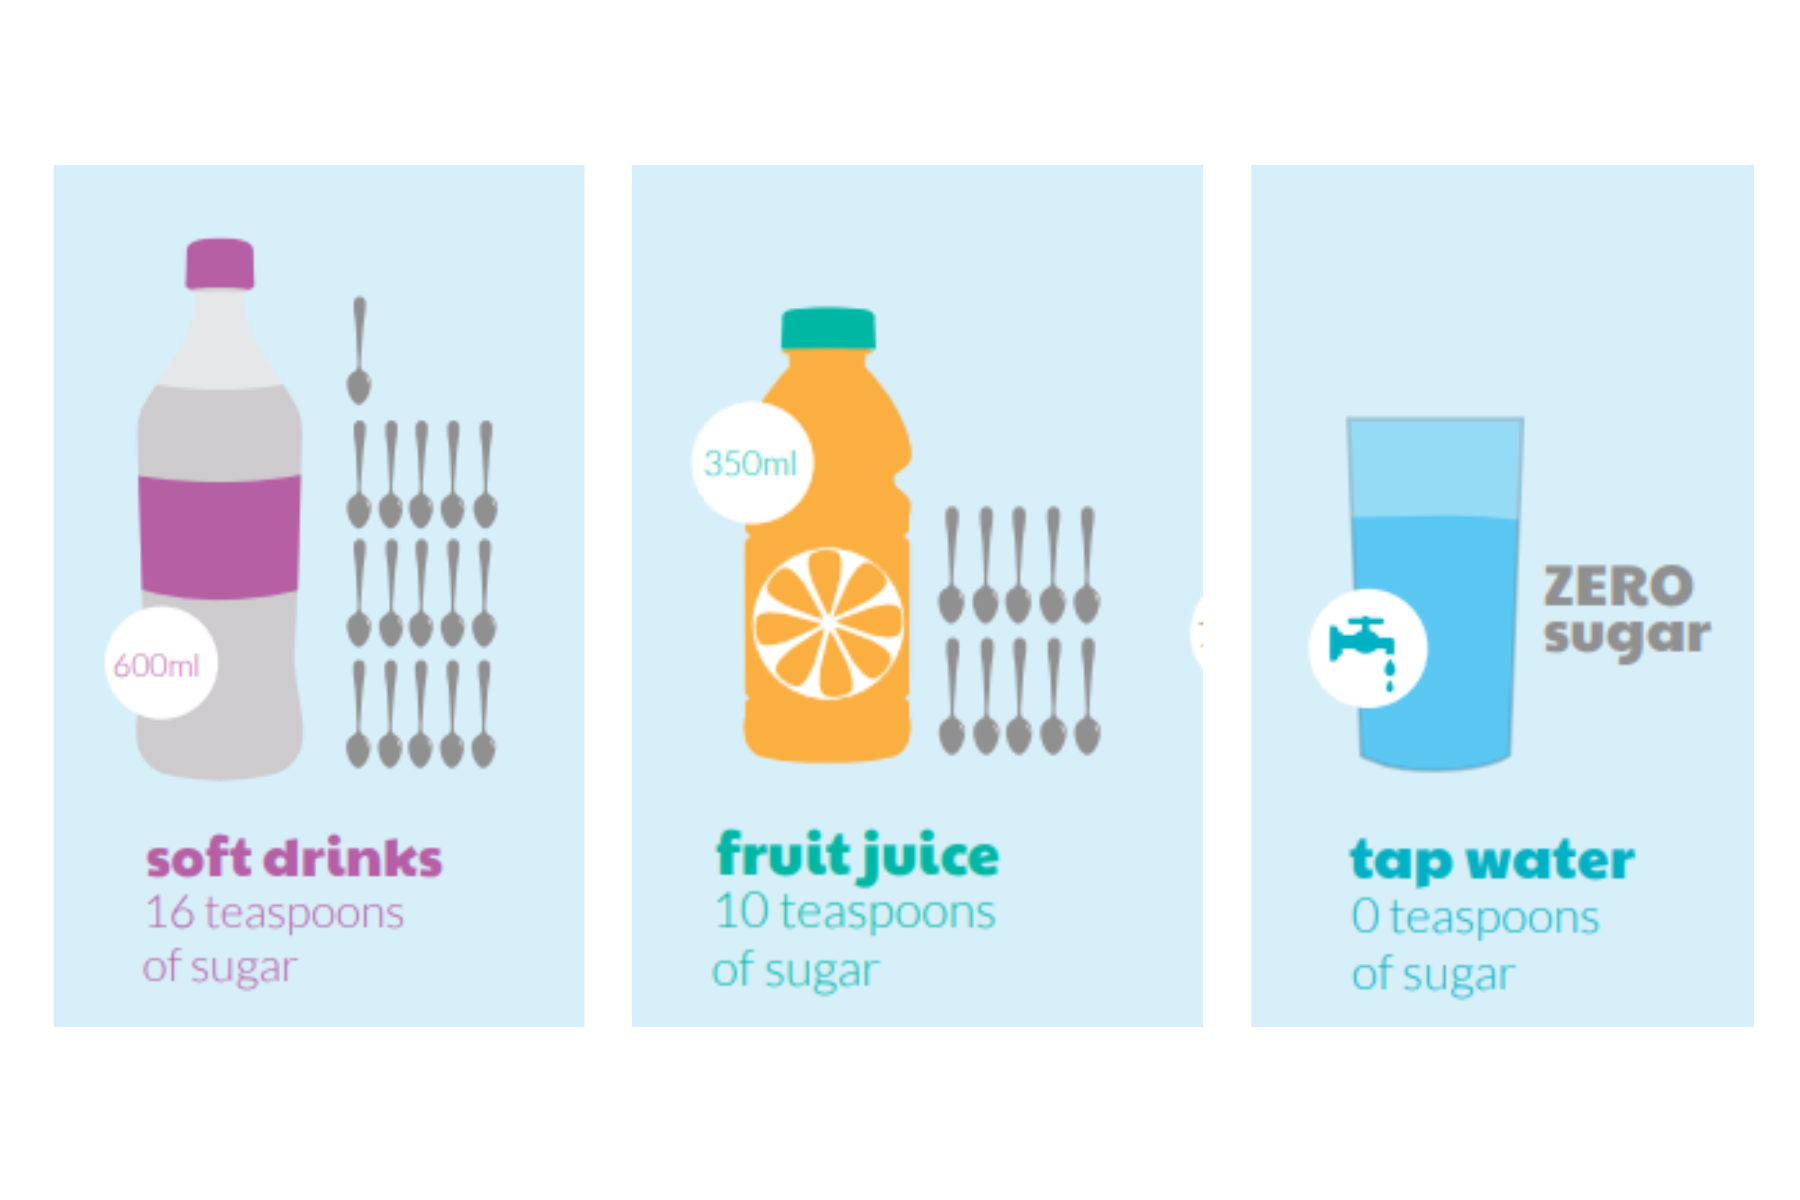 600ml
soft drinks
16 teaspoons
of sugar
350ml
fruit juice
10 teaspoons
of sugar
ZERO
sugar
tap water
0 teaspoons
of sugar